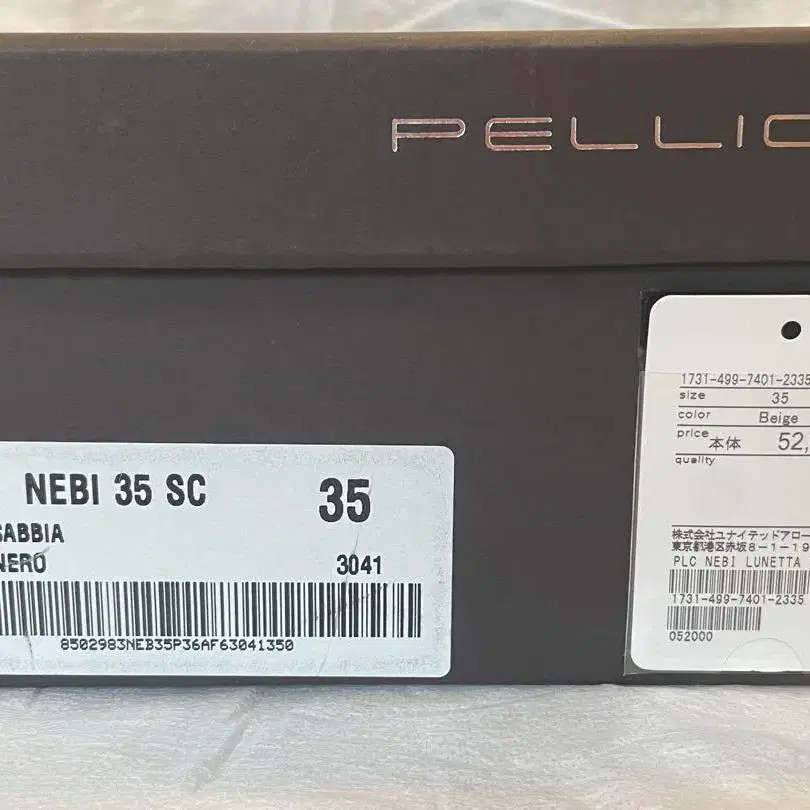 PELLIC
NEBI 35 SC
35
SABBIA
NERO
3041
8502983NEB35P36AF63041350
1731-499-7401-2335
size
35
color
Beige
price
本体
52,
quality
株式会社ユナイテッドアロー
東京都港区赤坂8-1-19
PLC NEBI LUNETTA
1731-499-7401-2335
052000